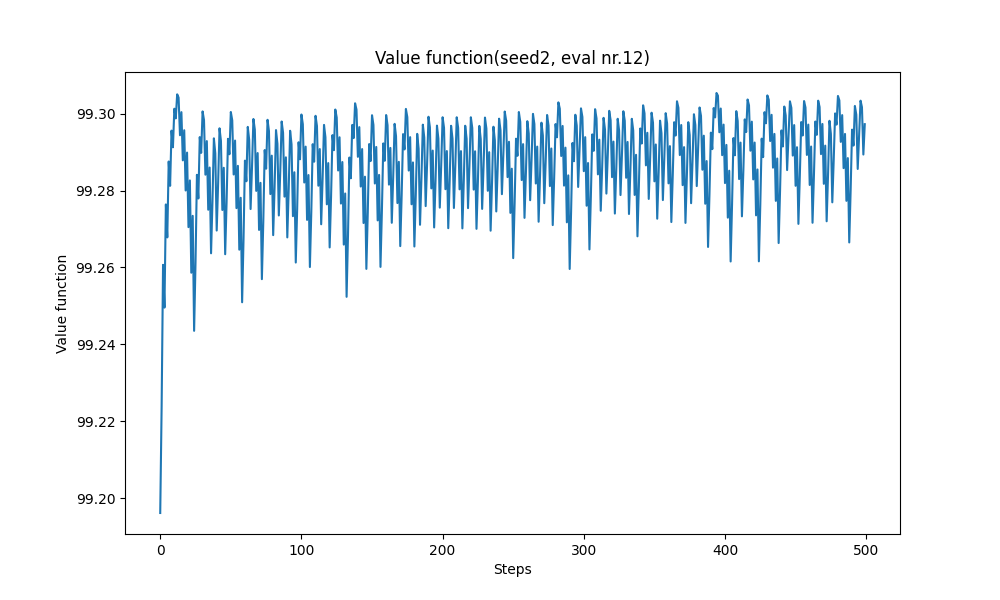 Value function(seed2, eval nr.12)
Value function
99.30
99.28
99.26
99.24
99.22
99.20
0 100 200 300 400 500
Steps